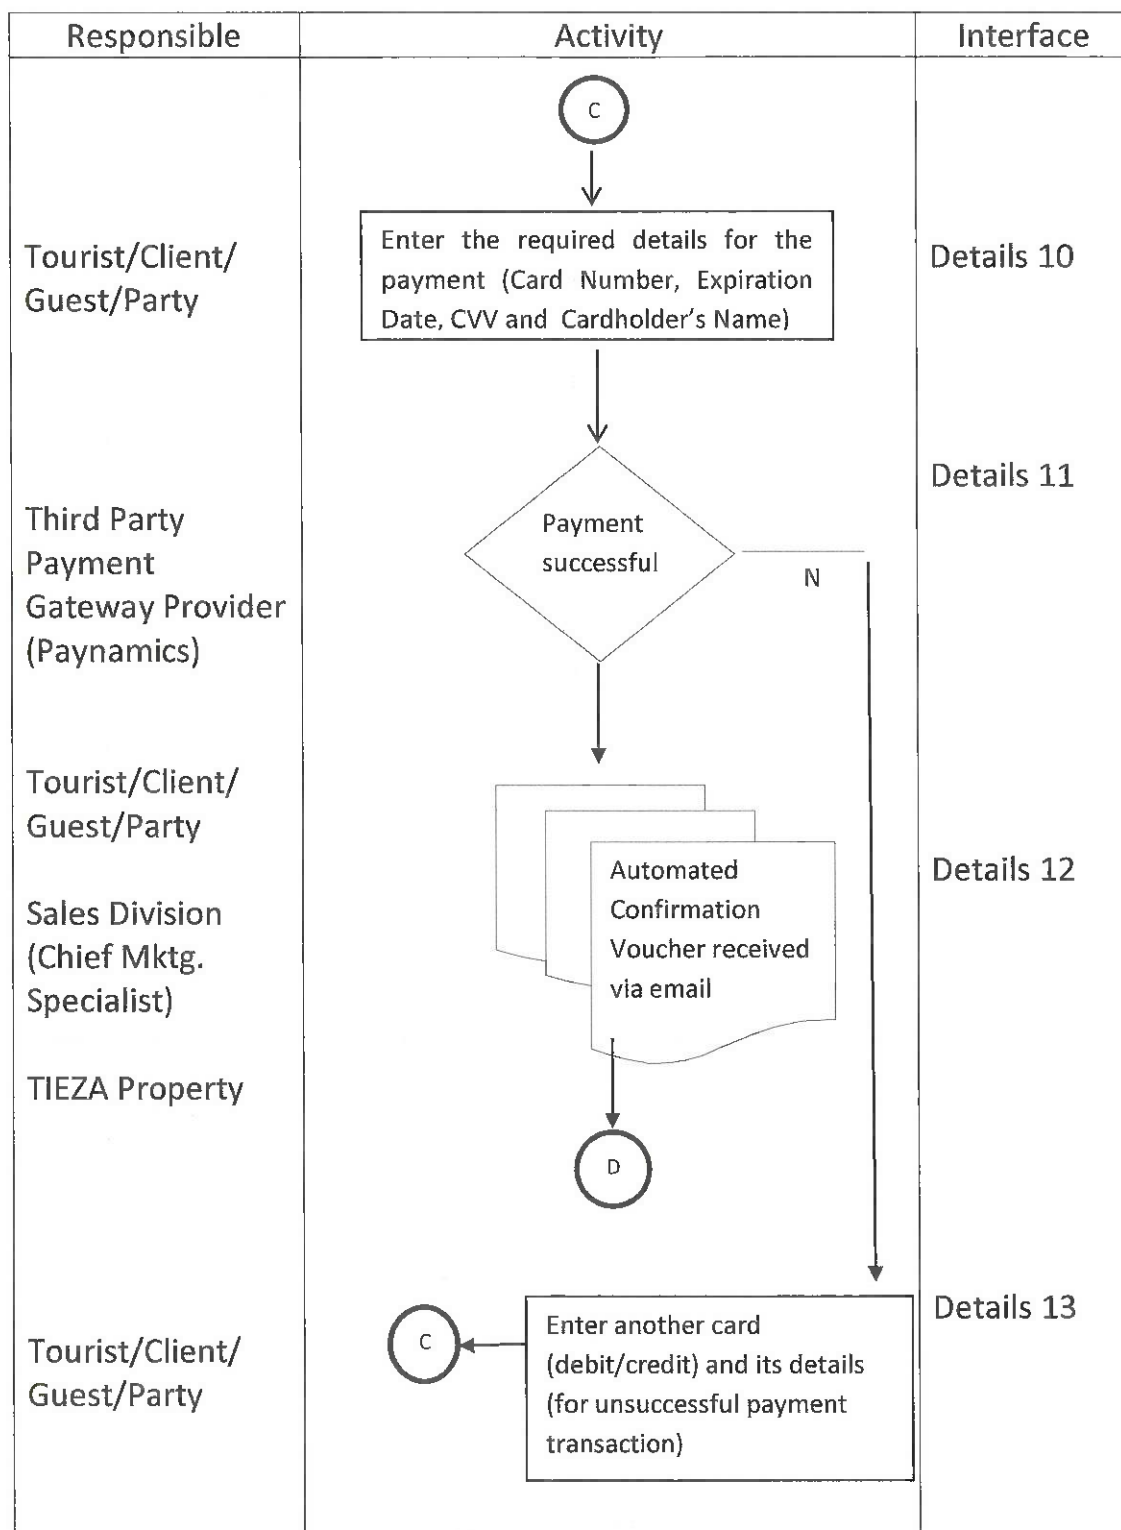 Responsible
Activity
Interface
C
Tourist/Client/
Guest/Party
Enter the required details for the
payment (Card Number, Expiration
Date, CVV and Cardholder's Name)
Details 10
Details 11
Third Party
Payment
Gateway Provider
(Paynamics)
Payment
successful
N
Tourist/Client/
Guest/Party
Sales Division
(Chief Mktg.
Specialist)
TIEZA Property
Automated
Confirmation
Voucher received
via email
Details 12
D
Tourist/Client/
Guest/Party
C
Enter another card
(debit/credit) and its details
(for unsuccessful payment
transaction)
Details 13